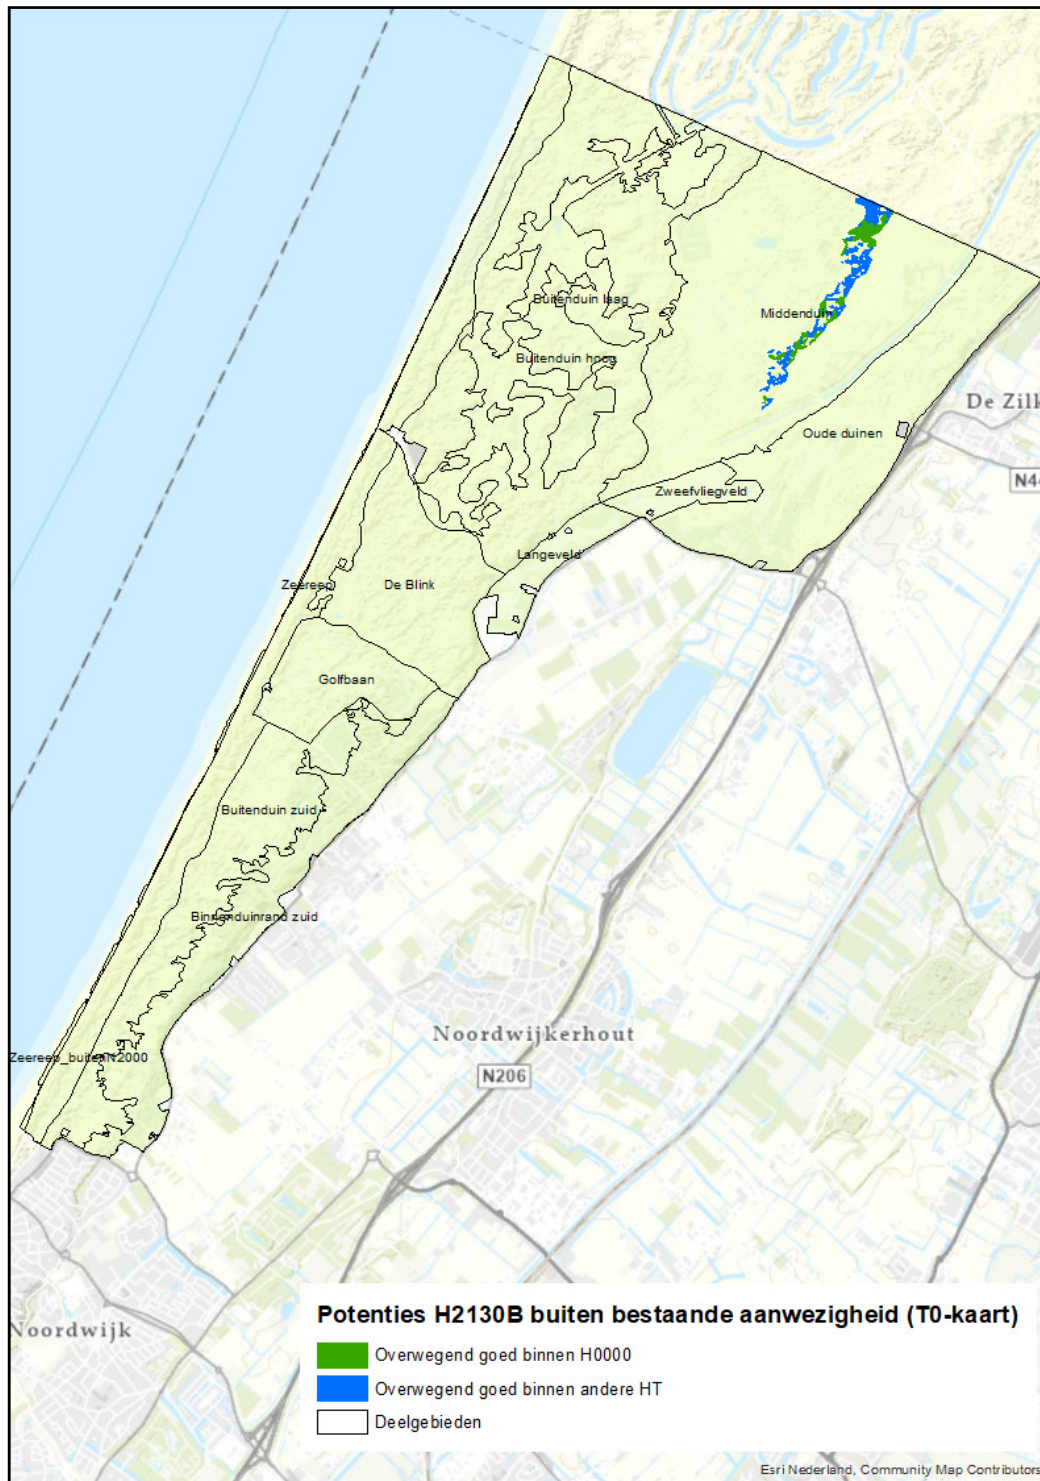 Buitenduin laag
Middenduin
Buitenduin hoog
De Zilk
Oude duinen
N44
Zweefvliegveld
Langeveld
Zeereep
De Blink
Golfbaan
Buitenduin zuid
Binnenduinrand zuid
Noordwijkerhout
Zeereep_buitenN2000
N206
Potenties H2130B buiten bestaande aanwezigheid (T0-kaart)
Noordwijk
Overwegend goed binnen H0000
Overwegend goed binnen andere HT
Deelgebieden
Esri Nederland, Community Map Contributors